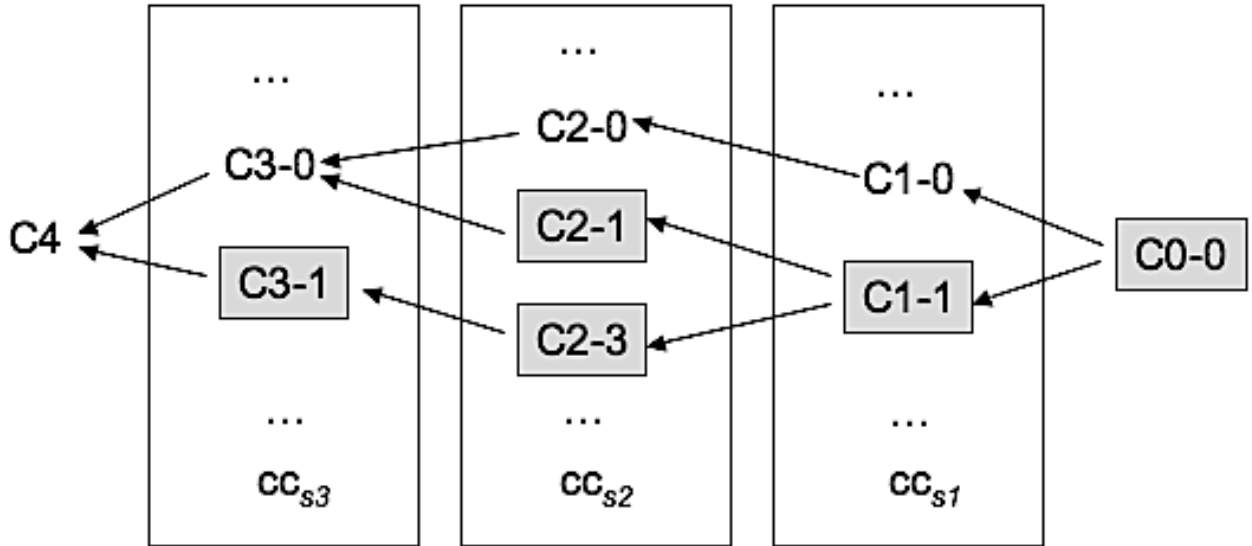 ...
C3-0
C3-1
...
cc_s3
...
C2-0
C2-1
C2-3
...
cc_s2
...
C1-0
C1-1
...
cc_s1
C4
C0-0